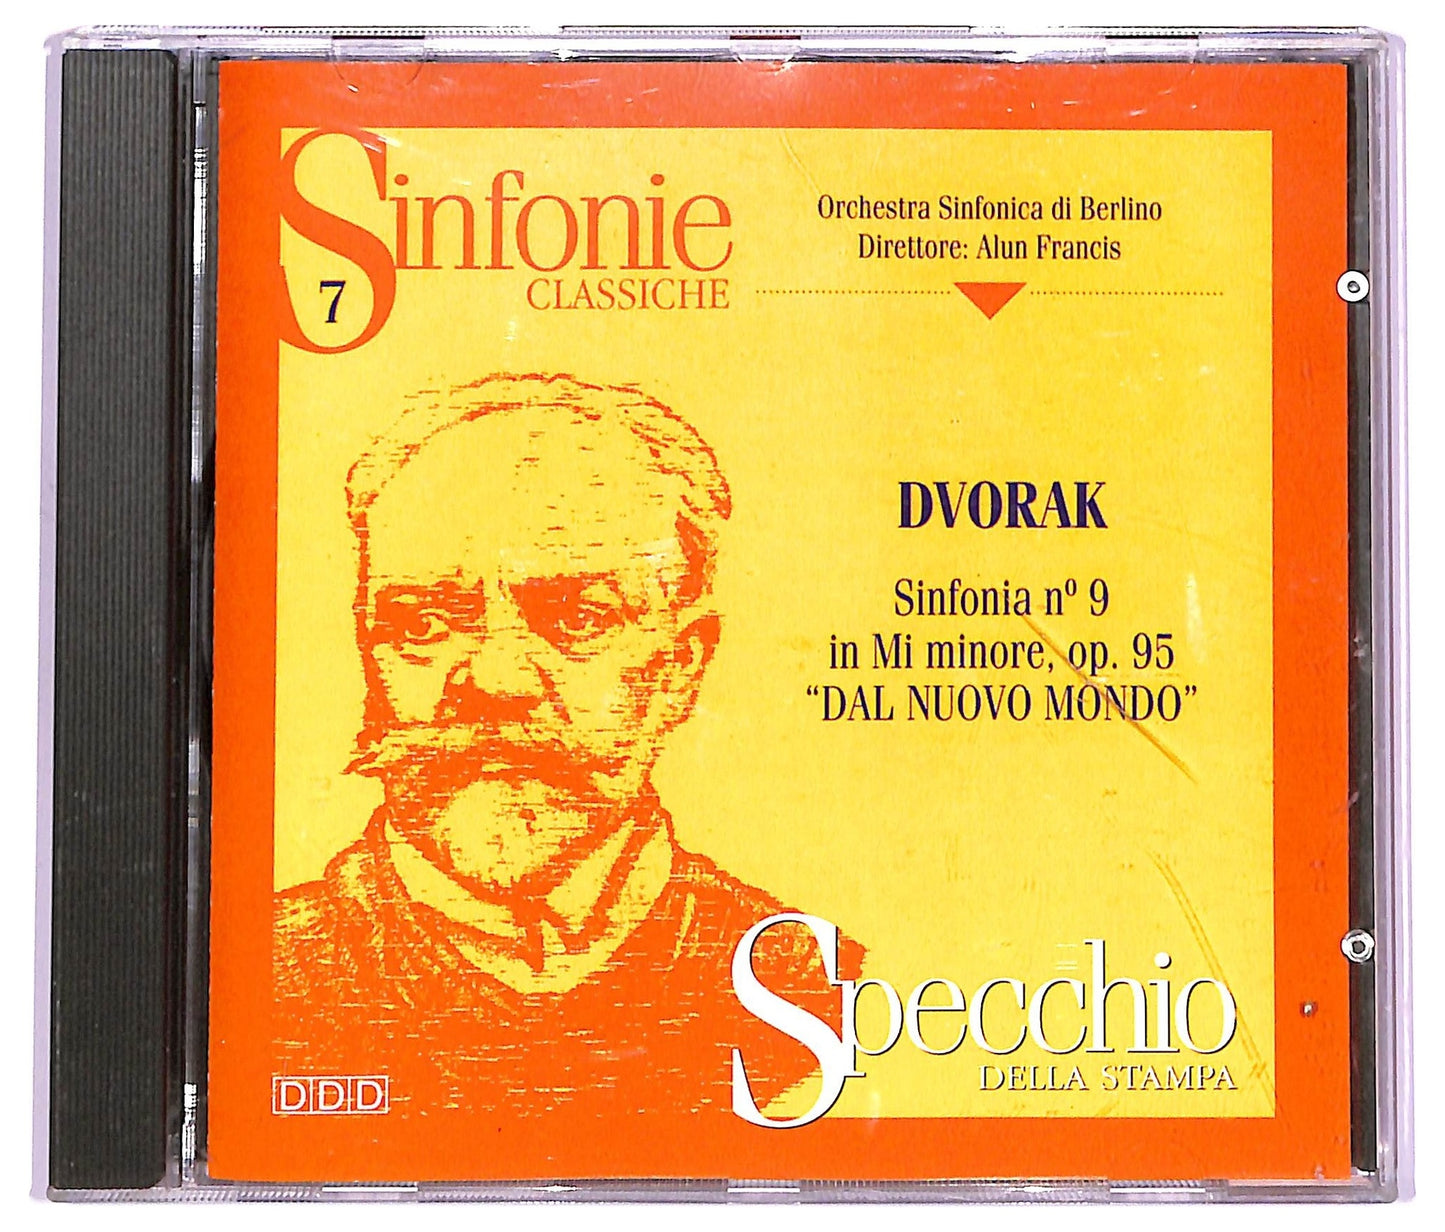 Sinfonie
CLASSICHE
7
Orchestra Sinfonica di Berlino
Direttore: Alun Francis
DVORAK
Sinfonia nº 9
in Mi minore, op. 95
“DAL NUOVO MONDO”
Specchio
DELLA STAMPA
DDD